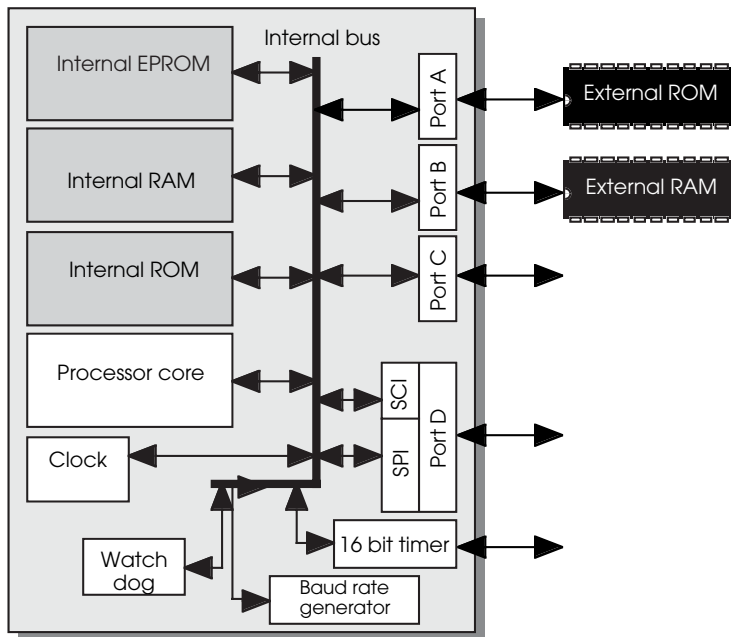 Internal bus
Internal EPROM
Port A
External ROM
Internal RAM
Port B
External RAM
Internal ROM
Port C
Processor core
SCI
SPI
Port D
Clock
16 bit timer
Watch
dog
Baud rate
generator